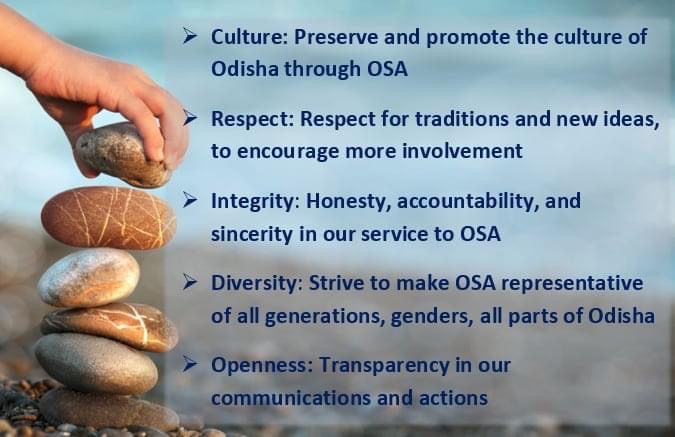 ➢ Culture: Preserve and promote the culture of
Odisha through OSA
➢ Respect: Respect for traditions and new ideas,
to encourage more involvement
➢ Integrity: Honesty, accountability, and
sincerity in our service to OSA
➢ Diversity: Strive to make OSA representative
of all generations, genders, all parts of Odisha
➢ Openness: Transparency in our
communications and actions